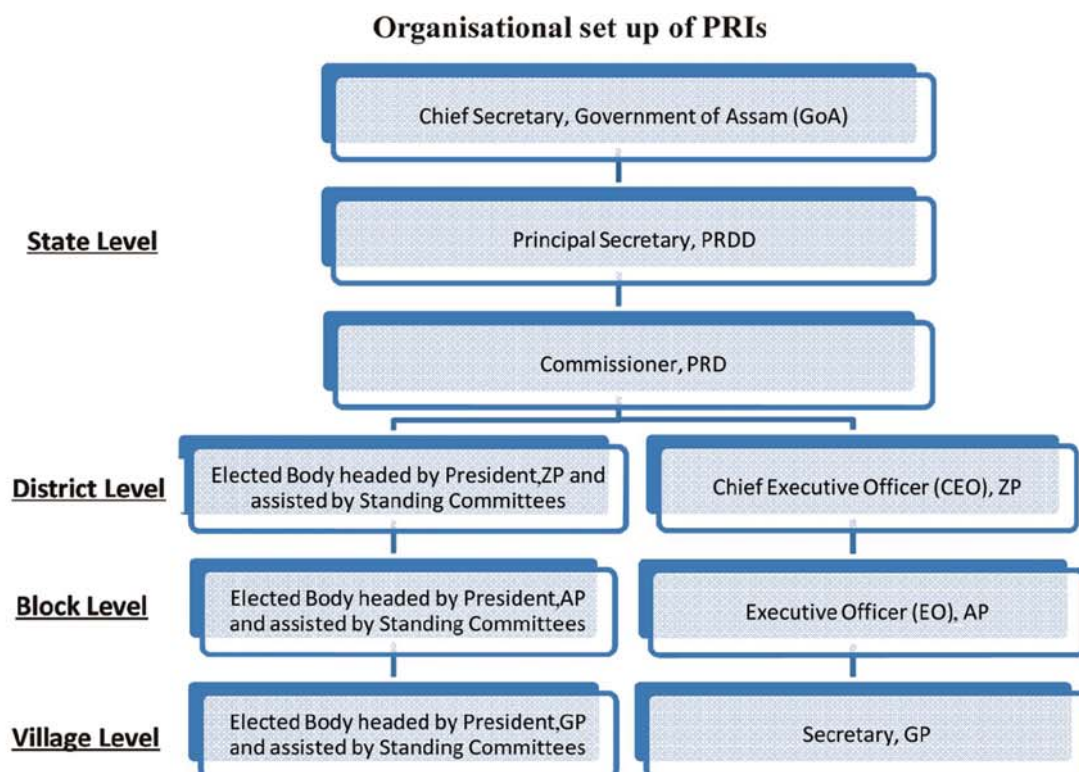 Organisational set up of PRIs
Chief Secretary, Government of Assam (GoA)
State Level
Principal Secretary, PRDD
Commissioner, PRD
District Level
Elected Body headed by President,ZP and
assisted by Standing Committees
Chief Executive Officer (CEO), ZP
Block Level
Elected Body headed by President,AP
and assisted by Standing Committees
Executive Officer (EO), AP
Village Level
Elected Body headed by President,GP
and assisted by Standing Committees
Secretary, GP